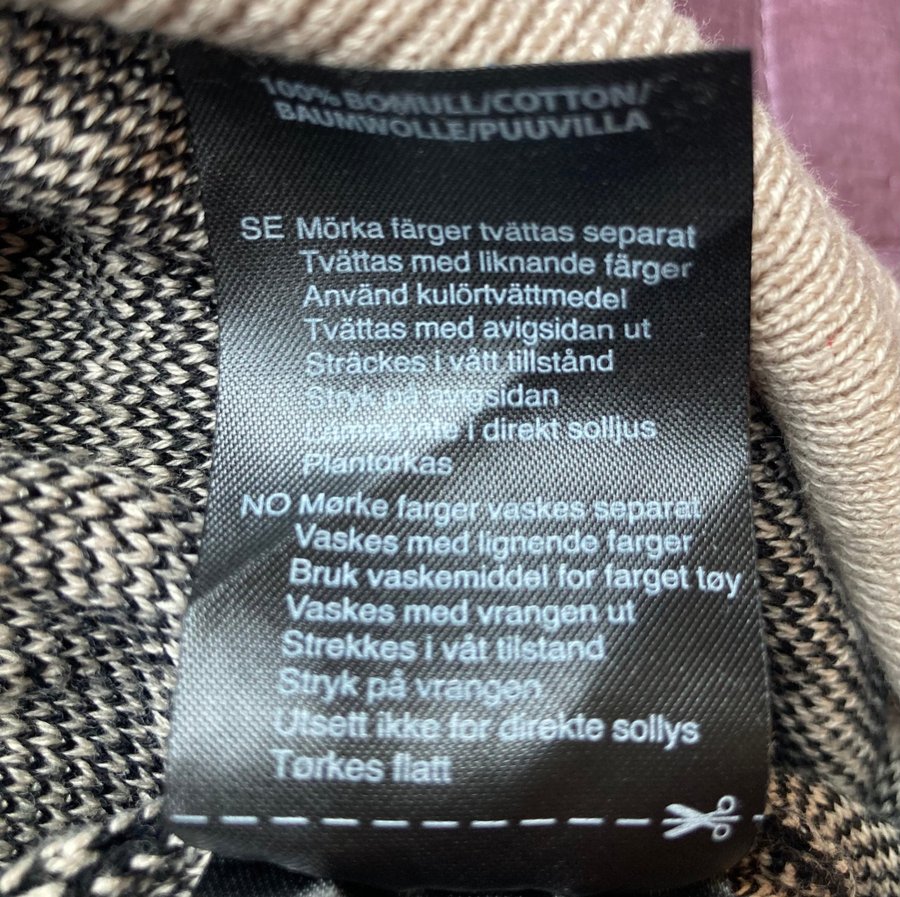 100% BOMULL/COTTON/
BAUMWOLLE/PUUVILLA
SE Mörka färger tvättas separat
Tvättas med liknande färger
Använd kulörtvättmedel
Tvättas med avigsidan ut
Sträckes i vått tillstånd
Stryk på avigsidan
Lämna inte i direkt solljus
Plantorkas
NO Mørke farger vaskes separat
Vaskes med lignende farger
Bruk vaskemiddel for farget tøy
Vaskes med vrangen ut
Strekkes i våt tilstand
Stryk på vrangen
Utsett ikke for direkte sollys
Tørkes flatt